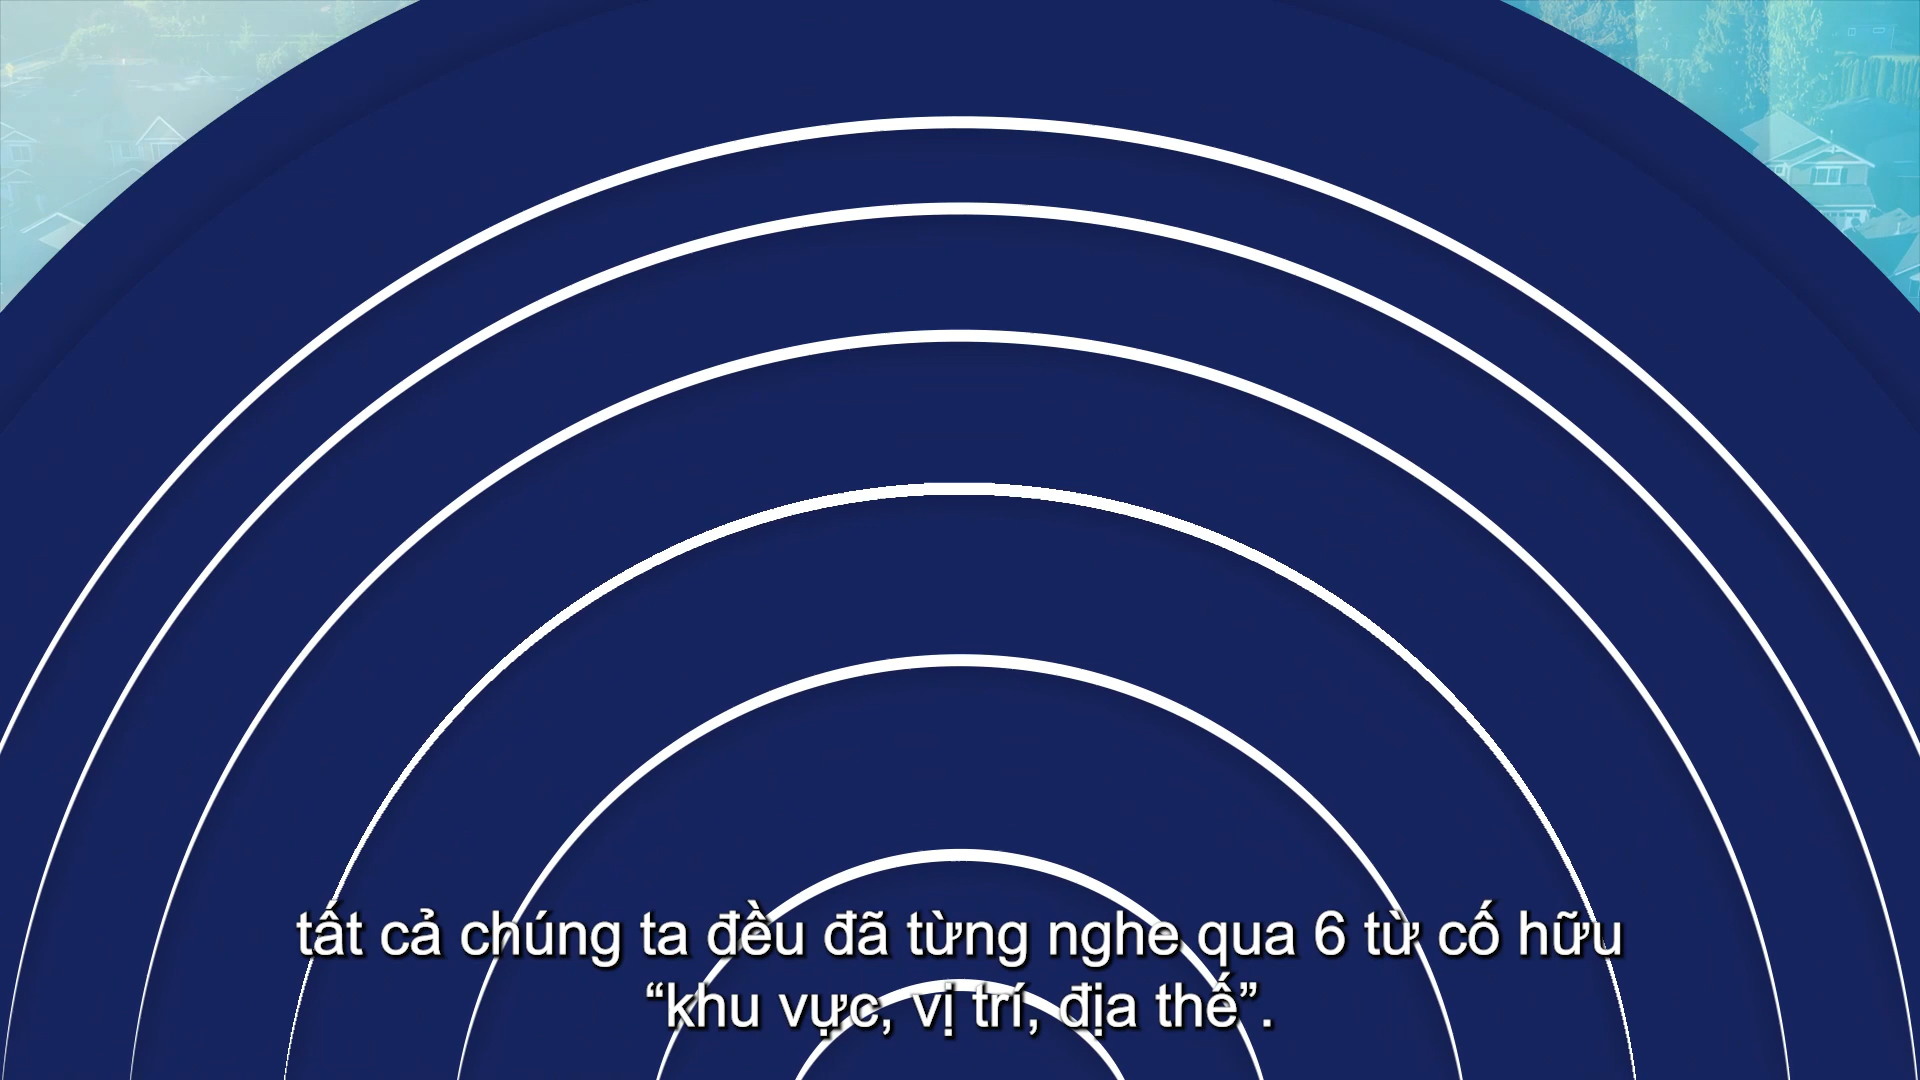 tất cả chúng ta đều đã từng nghe qua 6 từ cố hữu
“khu vực, vị trí, địa thế”.